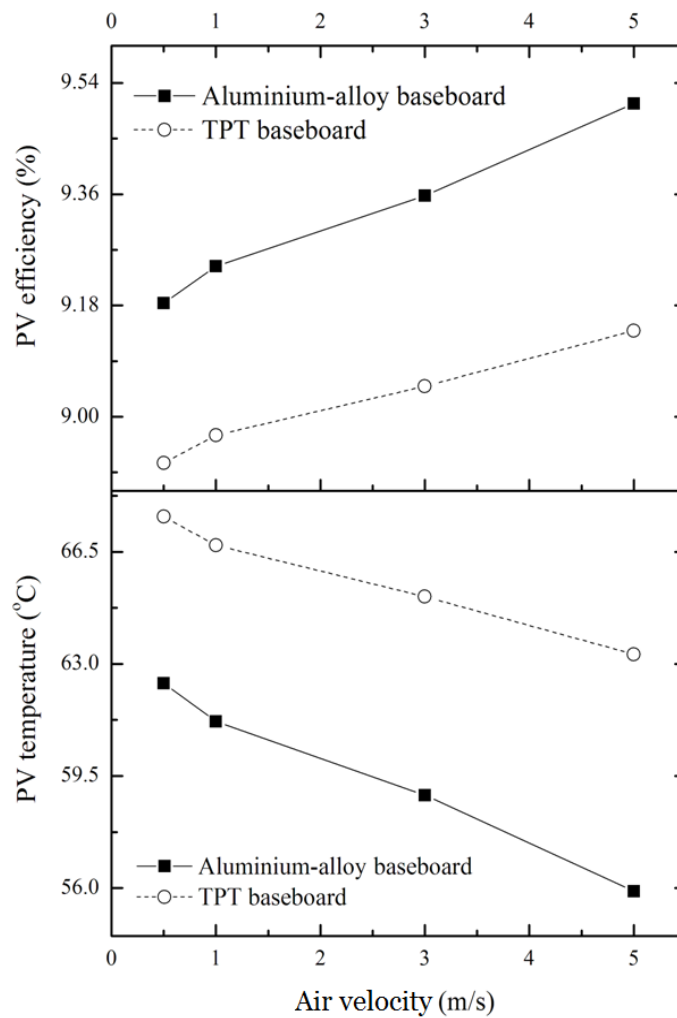 0 1 2 3 4 5
9.54
Aluminium-alloy baseboard
TPT baseboard
9.36
9.18
9.00
PV efficiency (%)
66.5
63.0
59.5
56.0
PV temperature (°C)
Aluminium-alloy baseboard
TPT baseboard
0 1 2 3 4 5
Air velocity (m/s)